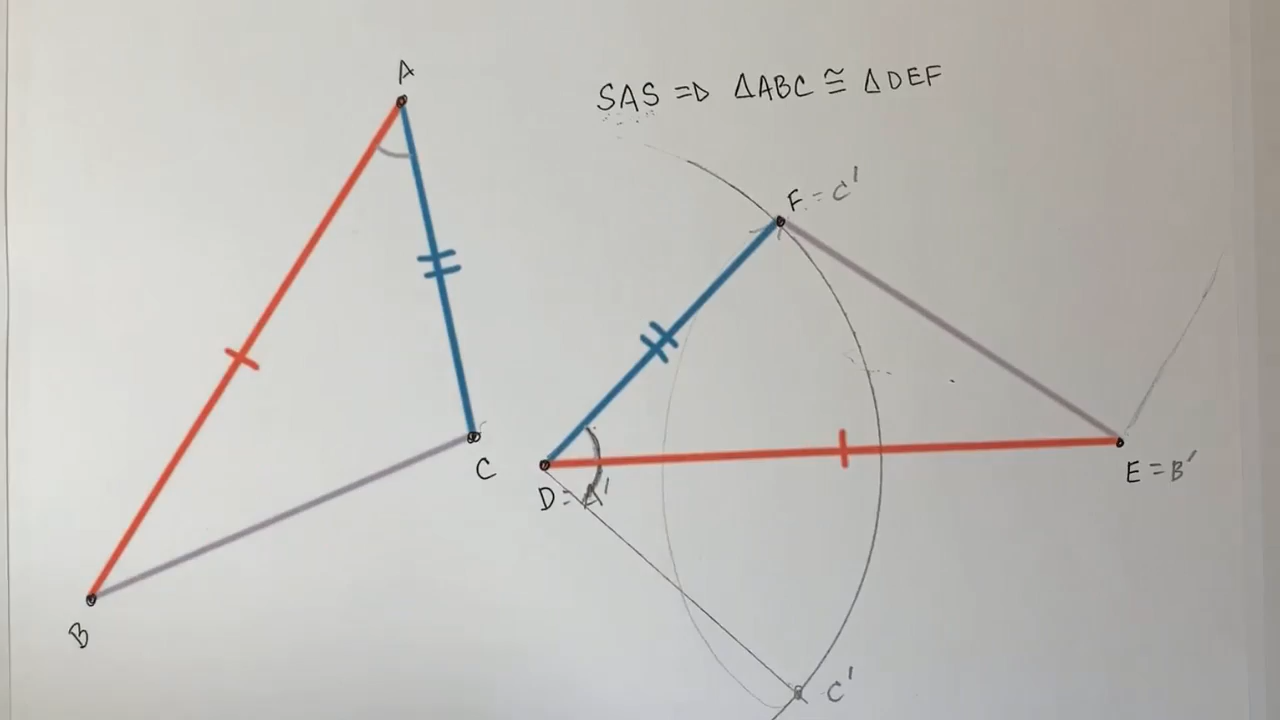 A
SAS ⇒ ΔABC ≅ ΔDEF
F = C'
C
D = A'
E = B'
B
C'